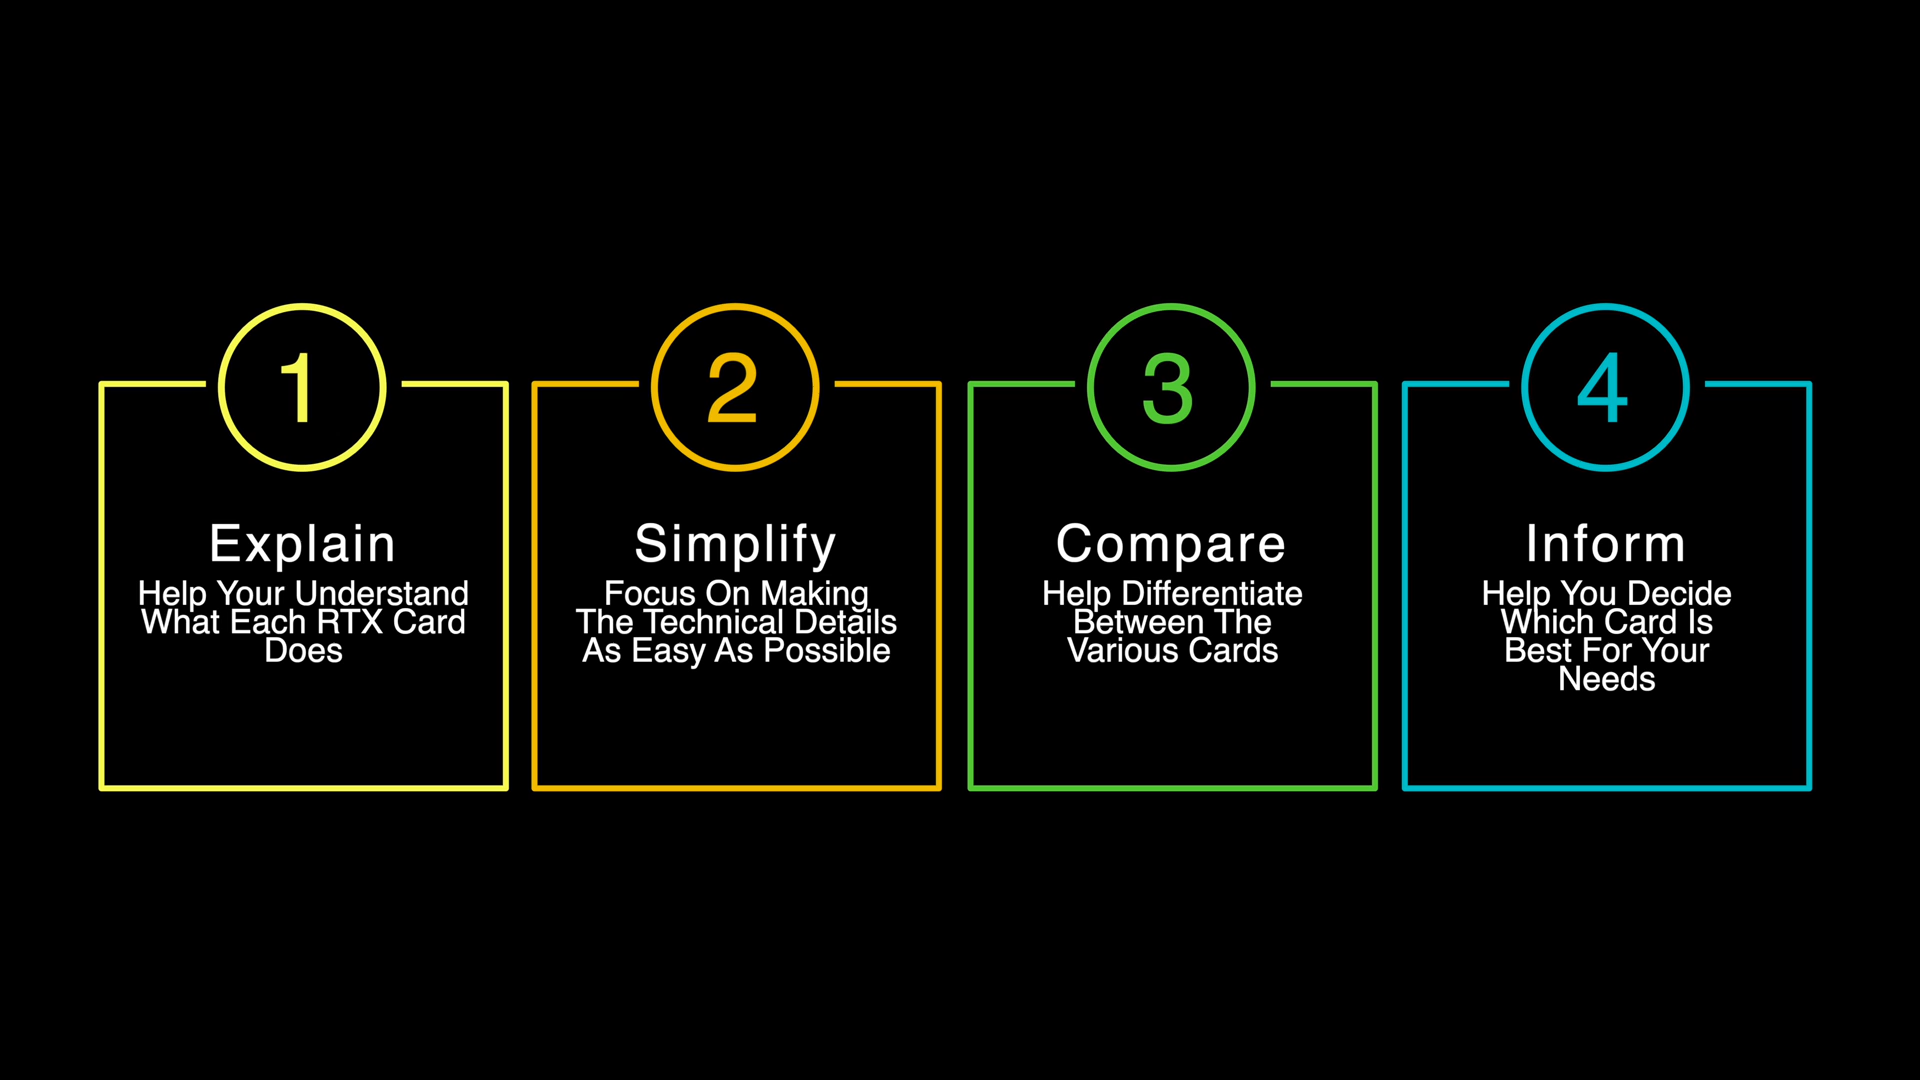 1
Explain
Help Your Understand
What Each RTX Card
Does
2
Simplify
Focus On Making
The Technical Details
As Easy As Possible
3
Compare
Help Differentiate
Between The
Various Cards
4
Inform
Help You Decide
Which Card Is
Best For Your
Needs